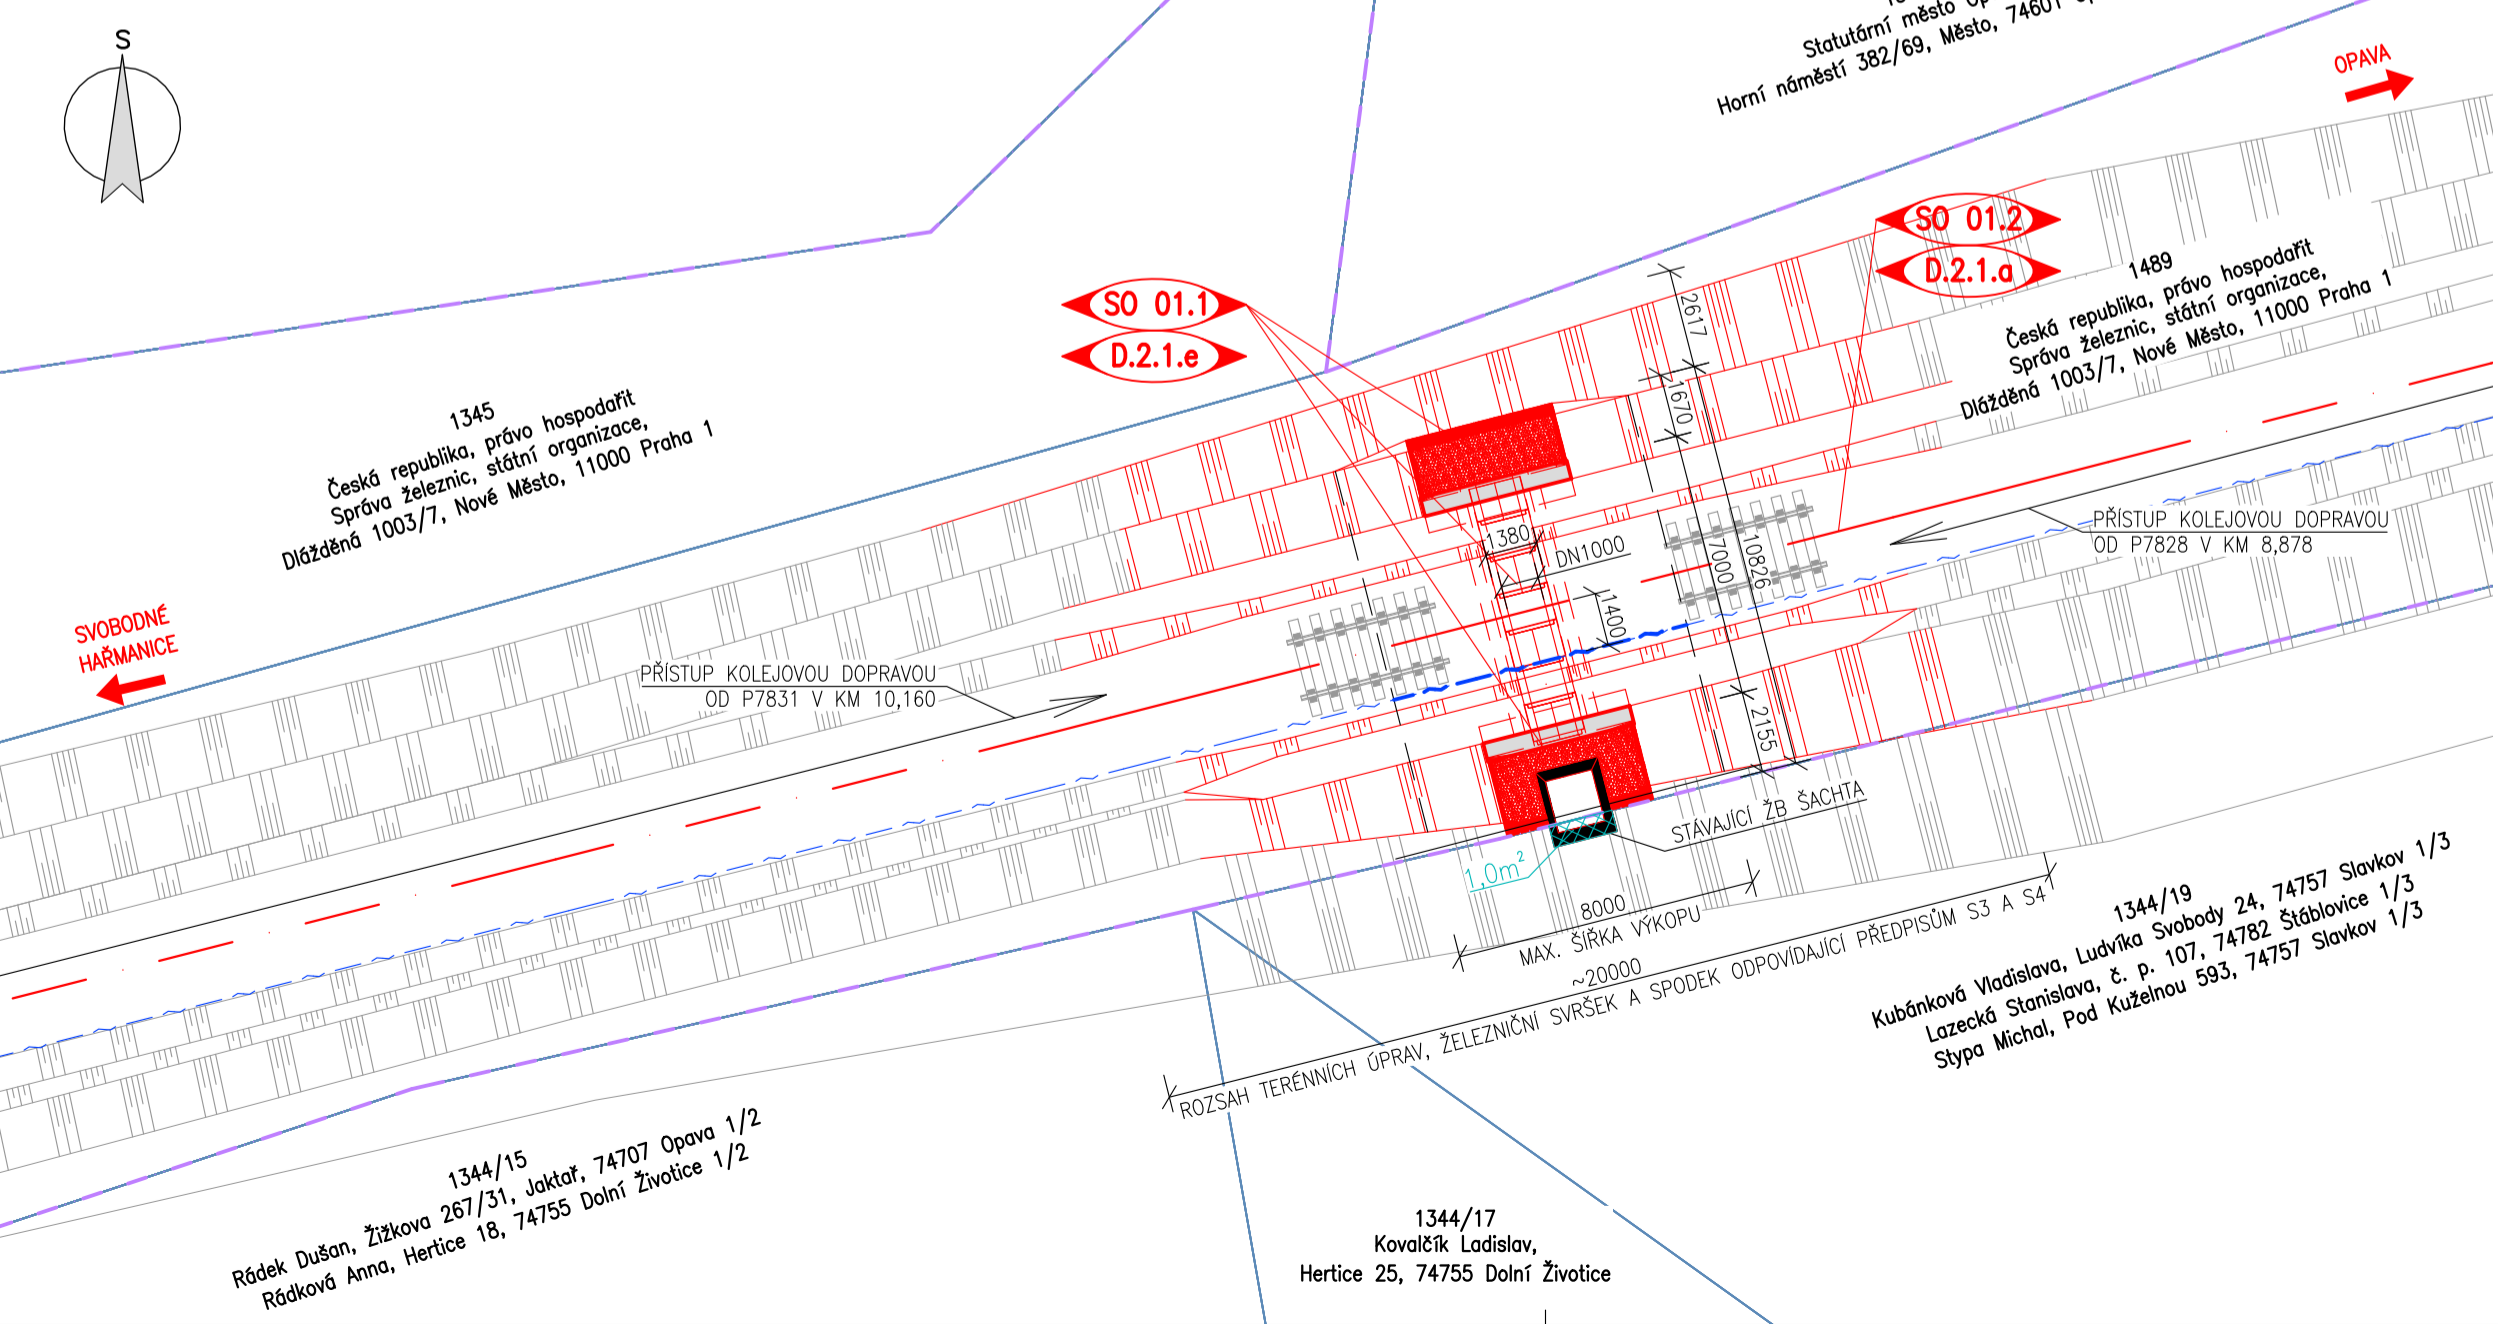 S
Statutární město
Horní náměstí 382/69, Město, 74601
OPAVA
SO 01.2
D.2.1.a
1489
Česká republika, právo hospodařit
Správa železnic, státní organizace,
Dlážděná 1003/7, Nové Město, 11000 Praha 1
SO 01.1
D.2.1.e
2617
1670
1345
Česká republika, právo hospodařit
Správa železnic, státní organizace,
Dlážděná 1003/7, Nové Město, 11000 Praha 1
1380
DN1000
7000
10826
1400
PŘÍSTUP KOLEJOVOU DOPRAVOU
OD P7828 V KM 8,878
SVOBODNÉ
HAŘMANICE
PŘÍSTUP KOLEJOVOU DOPRAVOU
OD P7831 V KM 10,160
2155
STÁVAJÍCÍ ŽB ŠACHTA
1,0m²
8000
MAX. ŠÍŘKA VÝKOPU
~20000
ROZSAH TERÉNNÍCH ÚPRAV, ŽELEZNIČNÍ SVRŠEK A SPODEK ODPOVÍDAJÍCÍ PŘEDPISŮM S3 A S4
1344/19
Kubánková Vladislava, Ludvíka Svobody 24, 74757 Slavkov 1/3
Lazecká Stanislava, č. p. 107, 74782 Štáblovice 1/3
Stypa Michal, Pod Kuželnou 593, 74757 Slavkov 1/3
1344/15
Rádek Dušan, Žižkova 267/31, Jaktař, 74707 Opava 1/2
Rádková Anna, Hertice 18, 74755 Dolní Životice 1/2
1344/17
Kovalčík Ladislav,
Hertice 25, 74755 Dolní Životice